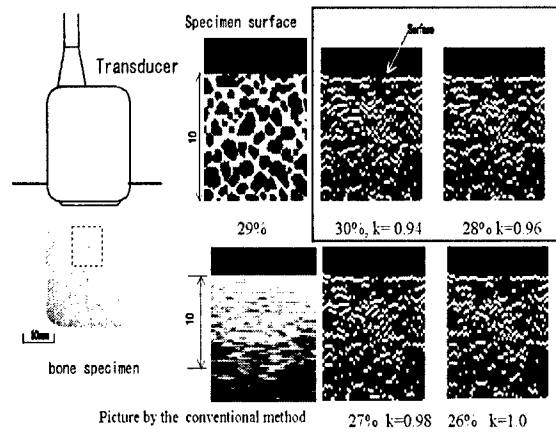 Specimen surface
Surface
Transducer
10
29%
30%, k= 0.94
28% k=0.96
10
bone specimen
Picture by the conventional method
27% k=0.98
26% k=1.0